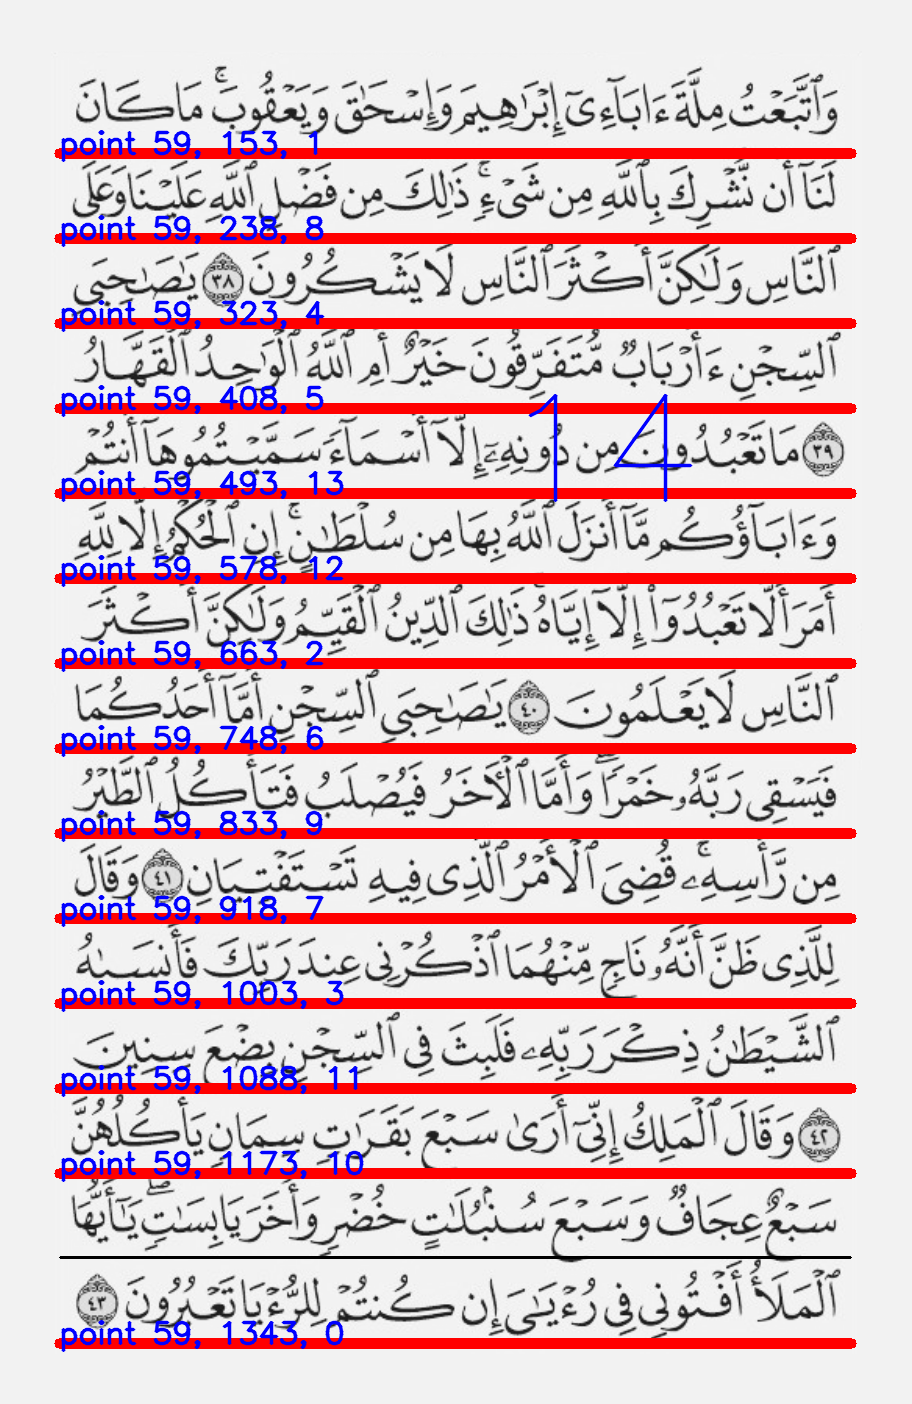 وَٱتَّبَعْتُ مِلَّةَ ءَابَآءِىٓ إِبْرَٰهِيمَ وَإِسْحَٰقَ وَيَعْقُوبَ ۚ مَا كَانَ
point 59, 153, 1
لَنَآ أَن نُّشْرِكَ بِٱللَّهِ مِن شَىْءٍ ۚ ذَٰلِكَ مِن فَضْلِ ٱللَّهِ عَلَيْنَا وَعَلَى
point 59, 238, 8
ٱلنَّاسِ وَلَٰكِنَّ أَكْثَرَ ٱلنَّاسِ لَا يَشْكُرُونَ ٣٨ يَٰصَٰحِبَىِ
point 59, 323, 4
ٱلسِّجْنِ ءَأَرْبَابٌ مُّتَفَرِّقُونَ خَيْرٌ أَمِ ٱللَّهُ ٱلْوَٰحِدُ ٱلْقَهَّارُ
point 59, 408, 5
14
٣٩ مَا تَعْبُدُونَ مِن دُونِهِۦٓ إِلَّآ أَسْمَآءً سَمَّيْتُمُوهَآ أَنتُمْ
point 59, 493, 13
وَءَابَآؤُكُم مَّآ أَنزَلَ ٱللَّهُ بِهَا مِن سُلْطَٰنٍ ۚ إِنِ ٱلْحُكْمُ إِلَّا لِلَّهِ
point 59, 578, 12
أَمَرَ أَلَّا تَعْبُدُوٓا۟ إِلَّآ إِيَّاهُ ۚ ذَٰلِكَ ٱلدِّينُ ٱلْقَيِّمُ وَلَٰكِنَّ أَكْثَرَ
point 59, 663, 2
ٱلنَّاسِ لَا يَعْلَمُونَ ٤٠ يَٰصَٰحِبَىِ ٱلسِّجْنِ أَمَّآ أَحَدُكُمَا
point 59, 748, 6
فَيَسْقِى رَبَّهُۥ خَمْرًا ۖ وَأَمَّا ٱلْءَاخَرُ فَيُصْلَبُ فَتَأْكُلُ ٱلطَّيْرُ
point 59, 833, 9
مِن رَّأْسِهِۦ ۚ قُضِىَ ٱلْأَمْرُ ٱلَّذِى فِيهِ تَسْتَفْتِيَانِ ٤١ وَقَالَ
point 59, 918, 7
لِلَّذِى ظَنَّ أَنَّهُۥ نَاجٍ مِّنْهُمَا ٱذْكُرْنِى عِندَ رَبِّكَ فَأَنسَىٰهُ
point 59, 1003, 3
ٱلشَّيْطَٰنُ ذِكْرَ رَبِّهِۦ فَلَبِثَ فِى ٱلسِّجْنِ بِضْعَ سِنِينَ
point 59, 1088, 11
٤٢ وَقَالَ ٱلْمَلِكُ إِنِّىٓ أَرَىٰ سَبْعَ بَقَرَٰتٍ سِمَانٍ يَأْكُلُهُنَّ
point 59, 1173, 10
سَبْعٌ عِجَافٌ وَسَبْعَ سُنۢبُلَٰتٍ خُضْرٍ وَأُخَرَ يَابِسَٰتٍ ۖ يَٰٓأَيُّهَا
ٱلْمَلَأُ أَفْتُونِى فِى رُءْيَٰىَ إِن كُنتُمْ لِلرُّءْيَا تَعْبُرُونَ ٤٣
point 59, 1343, 0